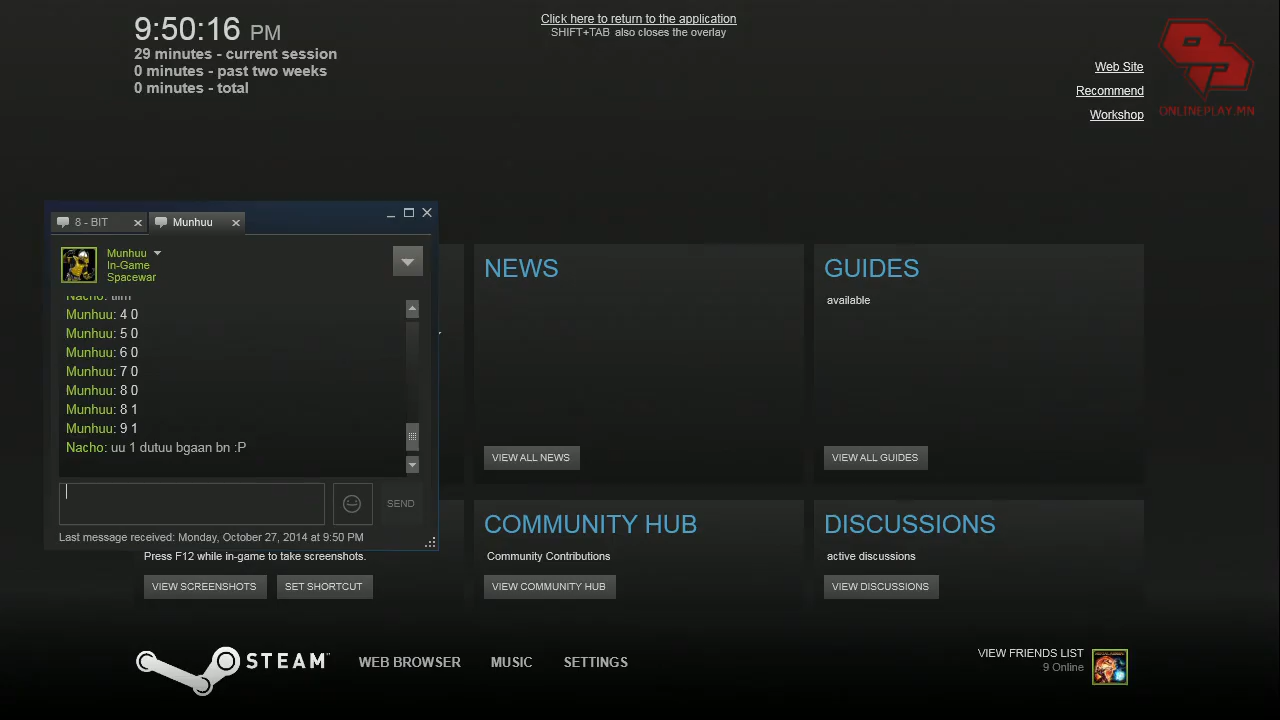 9:50:16 PM
29 minutes - current session
0 minutes - past two weeks
0 minutes - total
Click here to return to the application
SHIFT+TAB also closes the overlay
Web Site
Recommend
Workshop
ONLINEPLAY.MN
8 - BIT
Munhuu
Munhuu
In-Game
Spacewar
Munhuu: 4 0
Munhuu: 5 0
Munhuu: 6 0
Munhuu: 7 0
Munhuu: 8 0
Munhuu: 8 1
Munhuu: 9 1
Nacho: uu 1 dutuu bgaan bn :P
SEND
Last message received: Monday, October 27, 2014 at 9:50 PM
Press F12 while in-game to take screenshots.
VIEW SCREENSHOTS
SET SHORTCUT
NEWS
VIEW ALL NEWS
GUIDES
available
VIEW ALL GUIDES
COMMUNITY HUB
Community Contributions
VIEW COMMUNITY HUB
DISCUSSIONS
active discussions
VIEW DISCUSSIONS
STEAM
WEB BROWSER
MUSIC
SETTINGS
VIEW FRIENDS LIST
9 Online